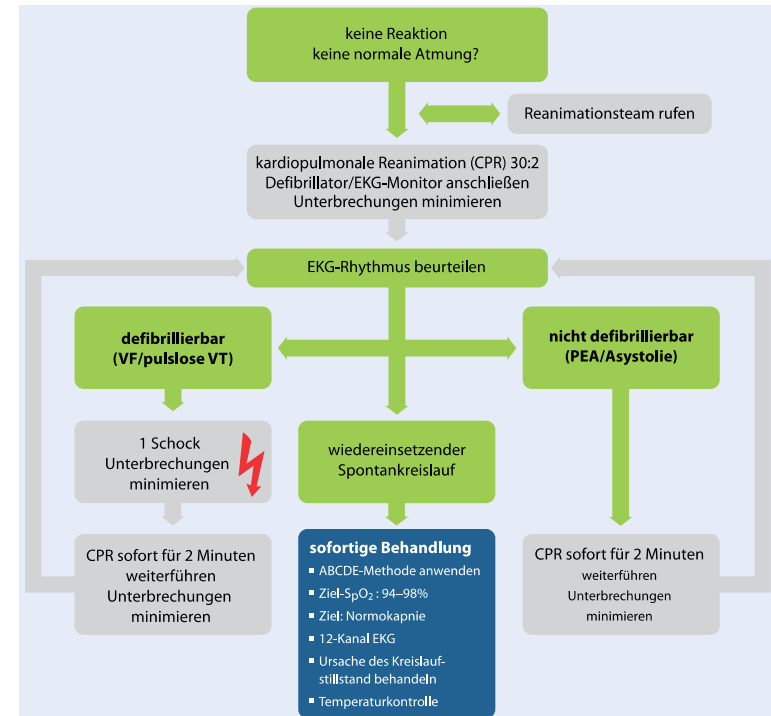 keine Reaktion
keine normale Atmung?
Reanimationsteam rufen
kardiopulmonale Reanimation (CPR) 30:2
Defibrillator/EKG-Monitor anschließen
Unterbrechungen minimieren
EKG-Rhythmus beurteilen
defibrillierbar
(VF/pulslose VT)
nicht defibrillierbar
(PEA/Asystolie)
1 Schock
Unterbrechungen
minimieren
wiedereinsetzender
Spontankreislauf
CPR sofort für 2 Minuten
weiterführen
Unterbrechungen
minimieren
sofortige Behandlung
▪ ABCDE-Methode anwenden
▪ Ziel-SpO₂ : 94–98%
▪ Ziel: Normokapnie
▪ 12-Kanal EKG
▪ Ursache des Kreislauf-
stillstand behandeln
▪ Temperaturkontrolle
CPR sofort für 2 Minuten
weiterführen
Unterbrechungen
minimieren